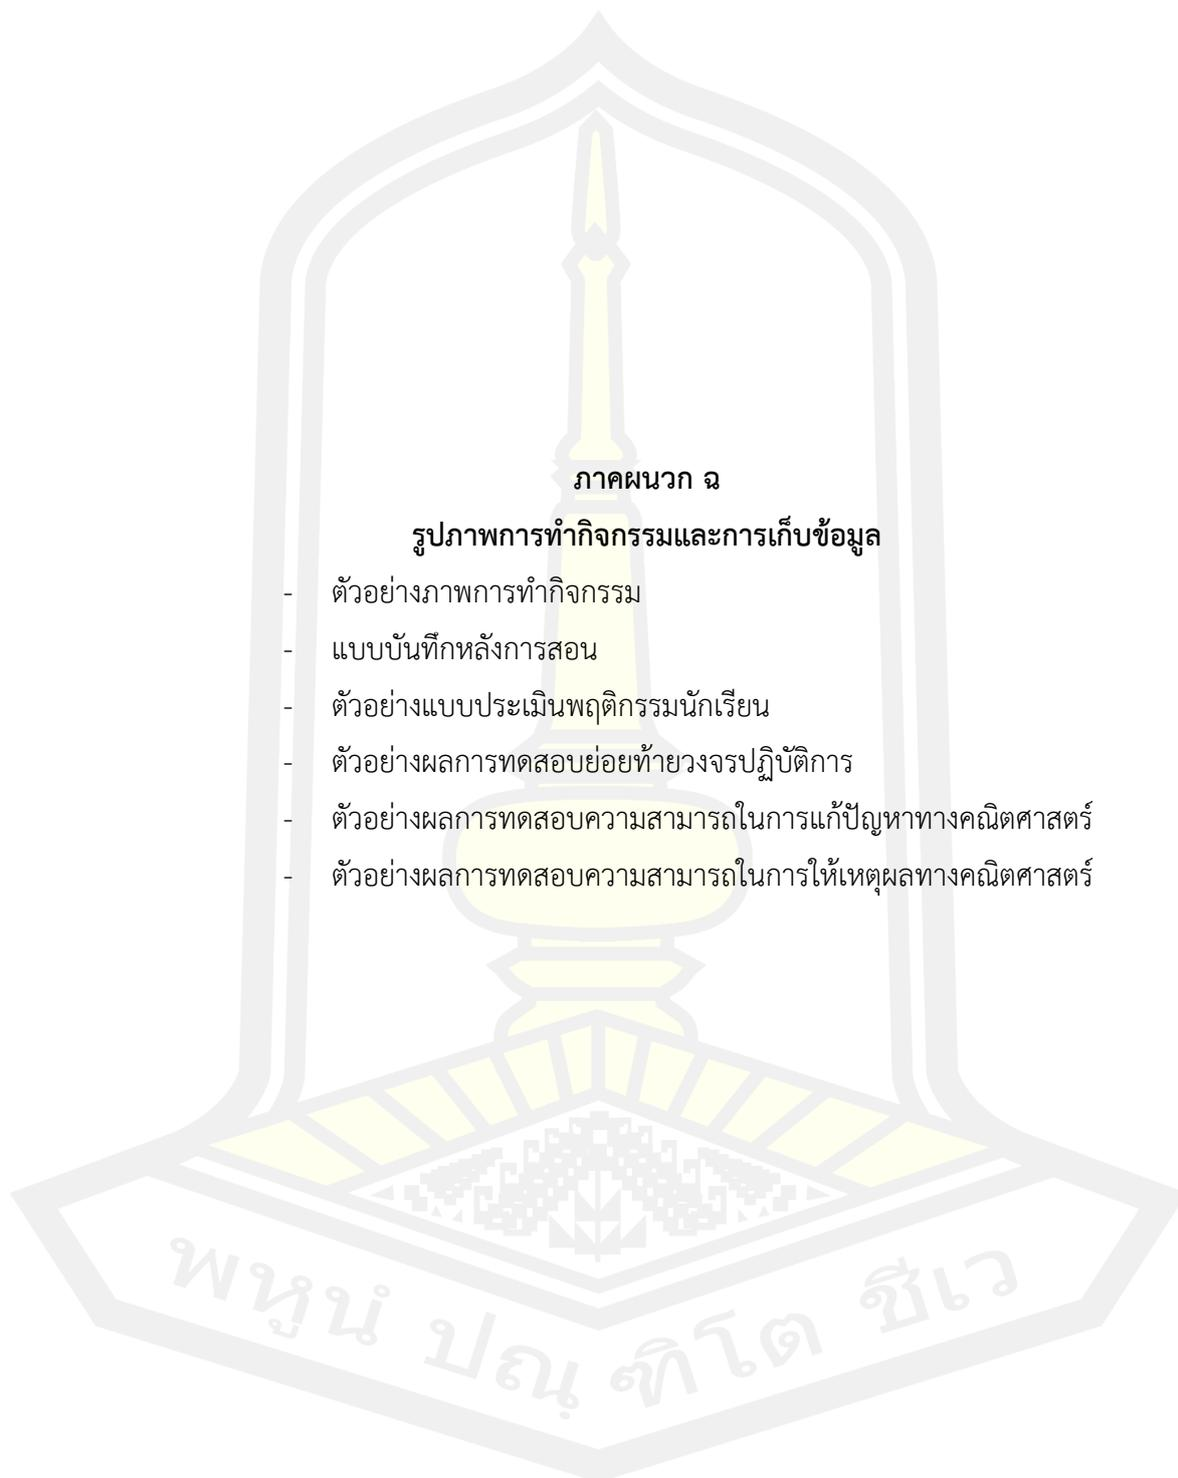 ภาคผนวก ฉ
รูปภาพการทำกิจกรรมและการเก็บข้อมูล
- ตัวอย่างภาพการทำกิจกรรม
- แบบบันทึกหลังการสอน
- ตัวอย่างแบบประเมินพฤติกรรมนักเรียน
- ตัวอย่างผลการทดสอบย่อยท้ายวงจรปฏิบัติการ
- ตัวอย่างผลการทดสอบความสามารถในการแก้ปัญหาทางคณิตศาสตร์
- ตัวอย่างผลการทดสอบความสามารถในการให้เหตุผลทางคณิตศาสตร์
พหูนํ ปณฺ ฑิโต ชีเว